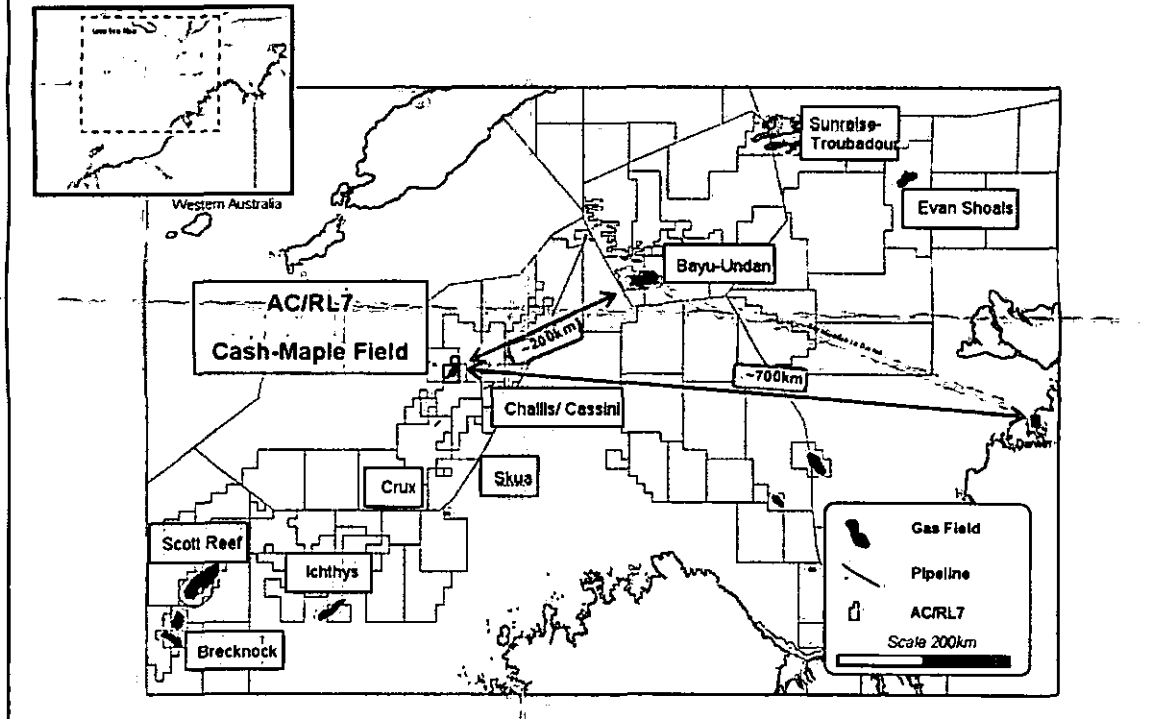 Western Australia
Sunraise-
Troubadour
Evan Shoals
Bayu-Undan
AC/RL7
Cash-Maple Field
~200km
~700km
Challis/ Cassini
Darwin
Crux
Skua
Scott Reef
Ichthys
Brecknock
Gas Field
Pipeline
AC/RL7
Scale 200km